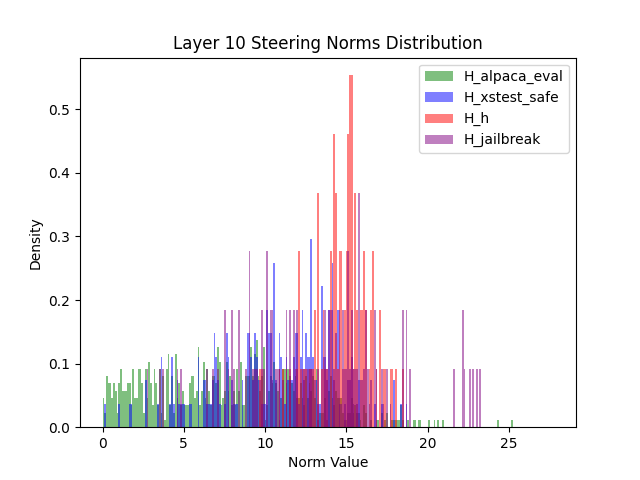 Layer 10 Steering Norms Distribution
H_alpaca_eval
H_xstest_safe
H_h
H_jailbreak
Density
0.5
0.4
0.3
0.2
0.1
0.0
0 5 10 15 20 25
Norm Value